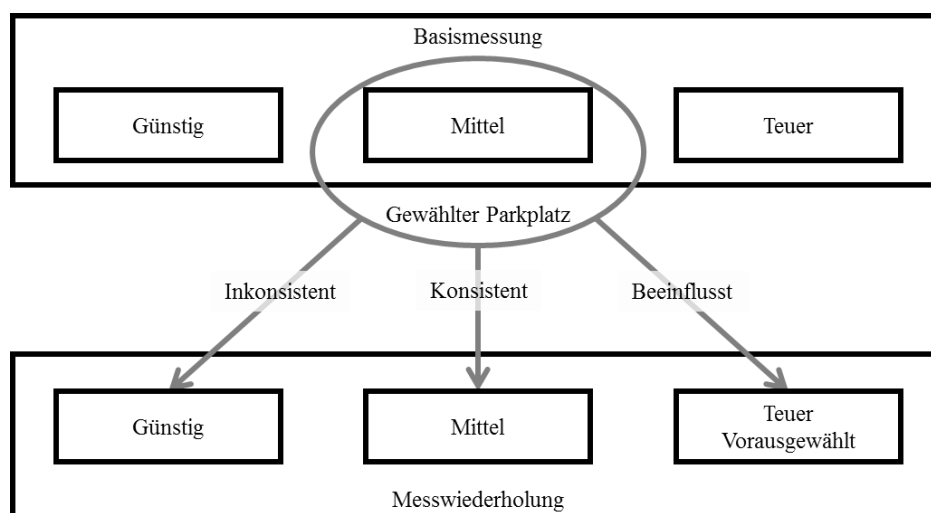 Basismessung
Günstig
Mittel
Teuer
Gewählter Parkplatz
Inkonsistent
Konsistent
Beeinflusst
Günstig
Mittel
Teuer
Vorausgewählt
Messwiederholung